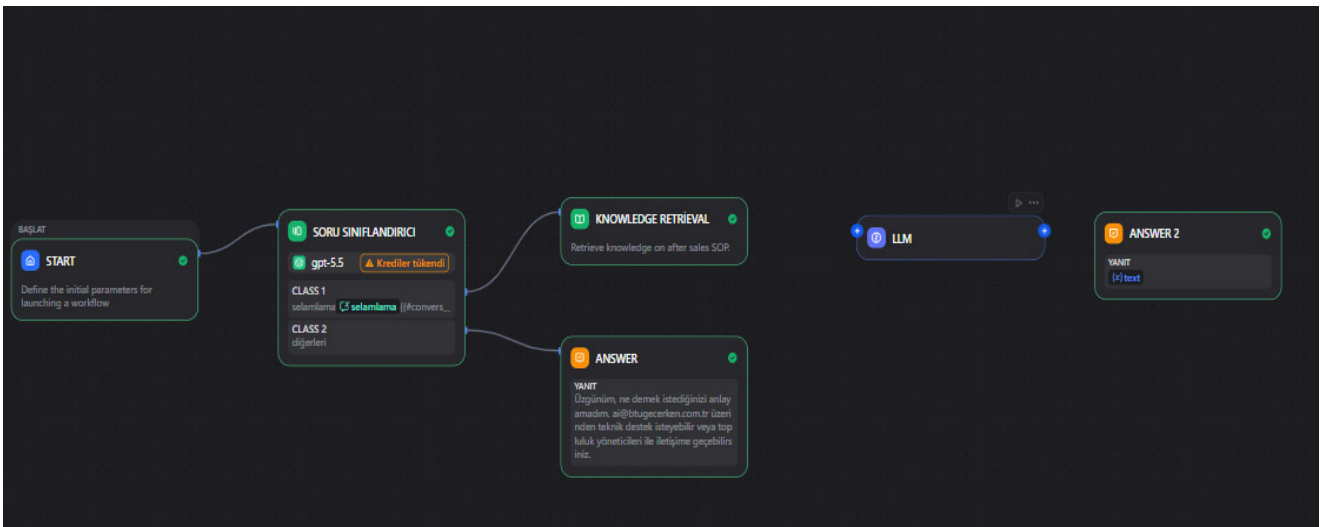 BAŞLAT
START
Define the initial parameters for
launching a workflow
SORU SINIFLANDIRICI
gpt-5.5
Krediler tükendi
CLASS 1
selamlama selamlama {{#convers_
CLASS 2
diğerleri
KNOWLEDGE RETRİEVAL
Retrieve knowledge on after sales SOP.
ANSWER
YANIT
Üzgünüm, ne demek istediğinizi anlay
amadım. ai@btugecerken.com.tr üzeri
nden teknik destek isteyebilir veya top
luluk yöneticileri ile iletişime geçebilirs
iniz.
LLM
ANSWER 2
YANIT
{x} text